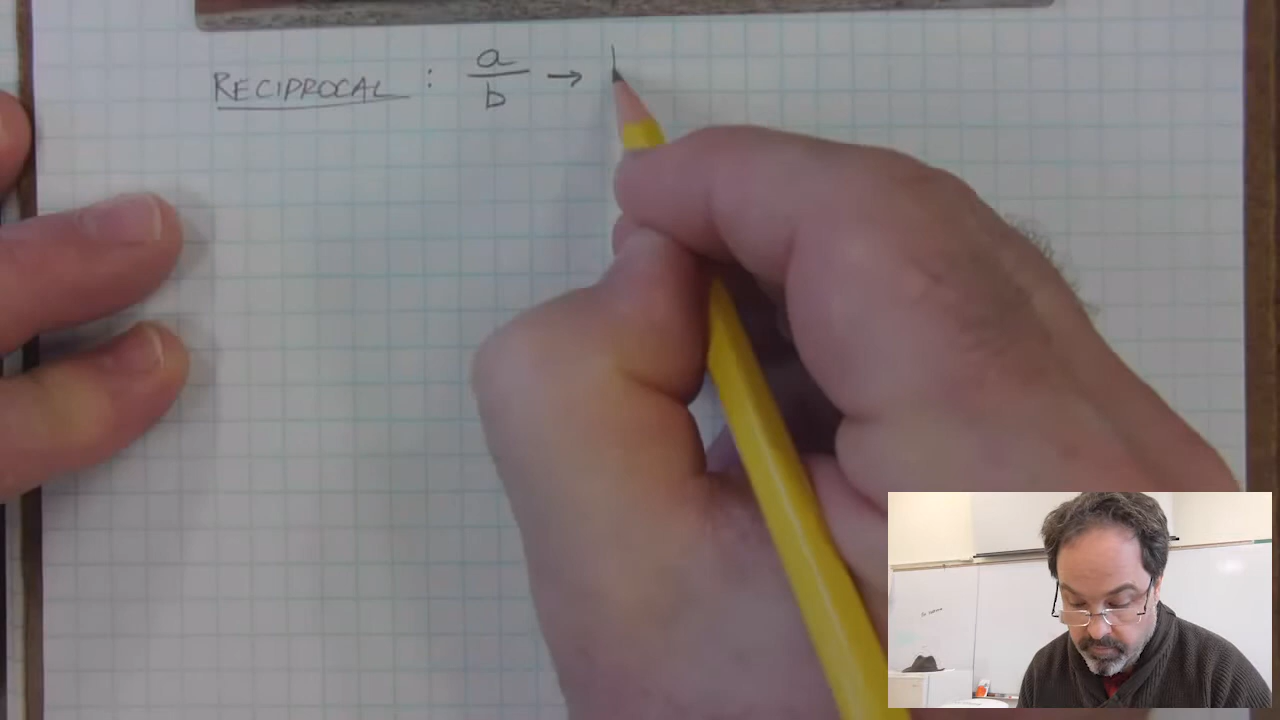 RECIPROCAL : a/b →